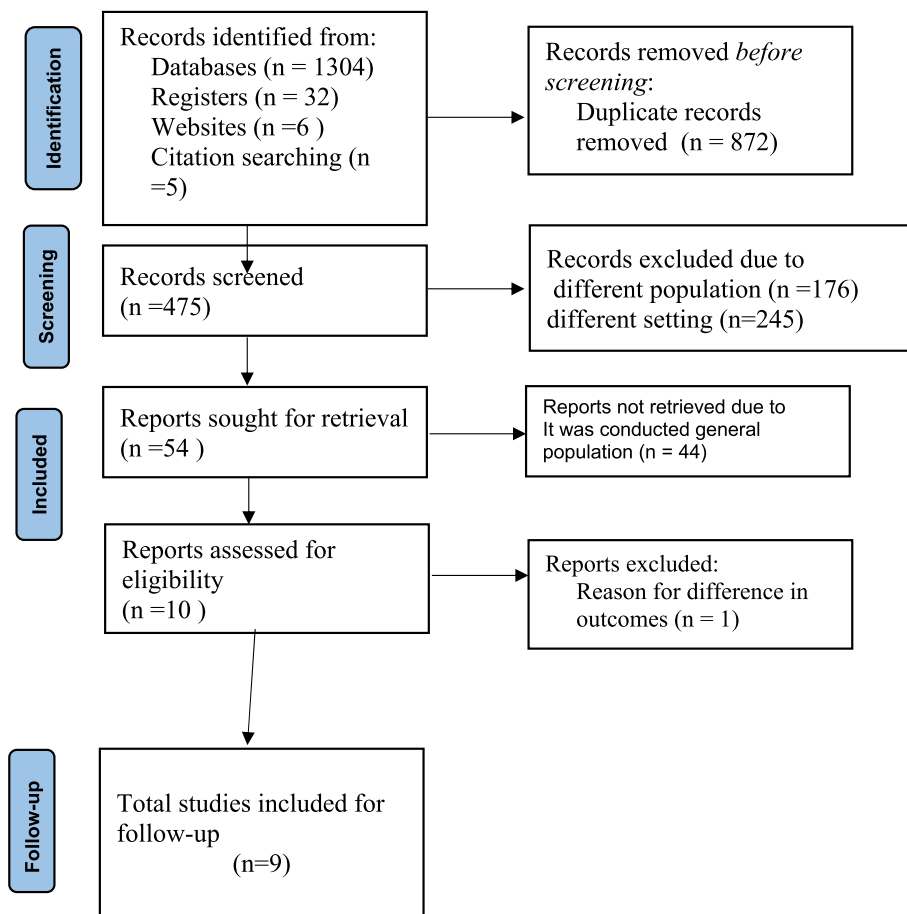 Identification
Records identified from:
Databases (n = 1304)
Registers (n = 32)
Websites (n =6 )
Citation searching (n
=5)
Records removed before
screening:
Duplicate records
removed (n = 872)
Screening
Records screened
(n =475)
Records excluded due to
different population (n =176)
different setting (n=245)
Included
Reports sought for retrieval
(n =54 )
Reports not retrieved due to
It was conducted general
population (n = 44)
Reports assessed for
eligibility
(n =10 )
Reports excluded:
Reason for difference in
outcomes (n = 1)
Follow-up
Total studies included for
follow-up
(n=9)